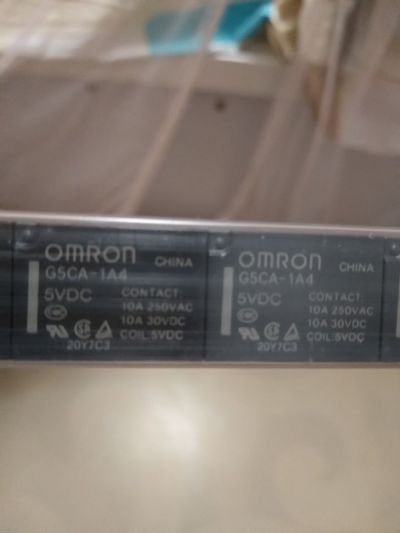 OMRON CHINA
G5CA-1A4
5VDC CONTACT:
10A 250VAC
10A 30VDC
COIL:5VDC
20Y7C3
OMRON CHINA
G5CA-1A4
5VDC CONTACT:
10A 250VAC
10A 30VDC
COIL:5VDC
20Y7C3